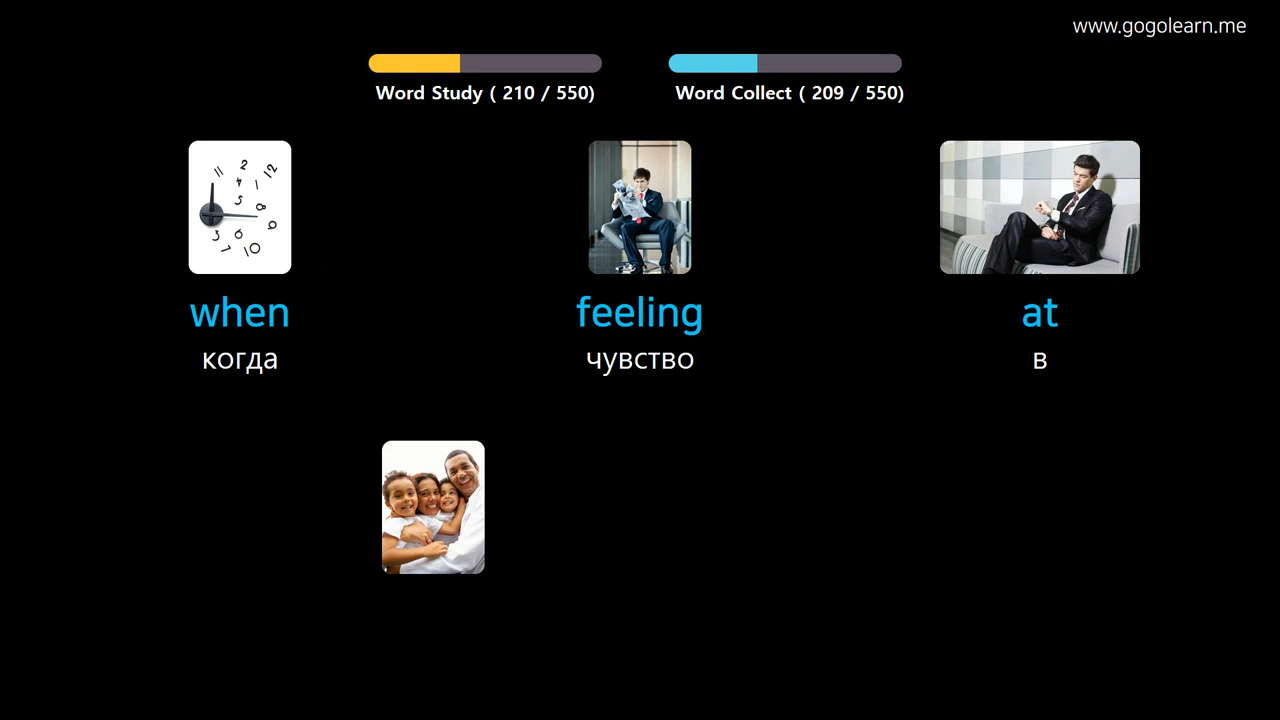 www.gogolearn.me
Word Study ( 210 / 550)
Word Collect ( 209 / 550)
when
feeling
at
когда
чувство
в